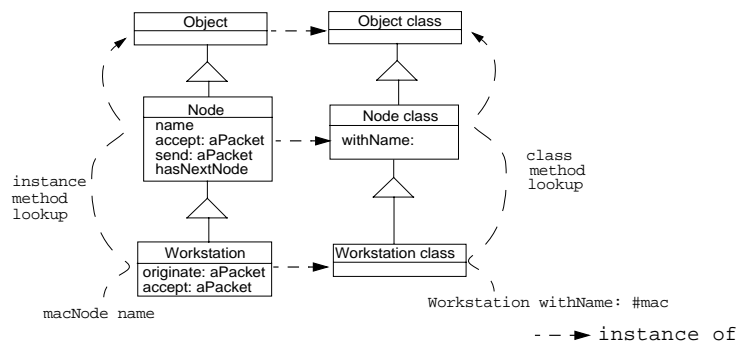 Object
Object class
Node
name
accept: aPacket
send: aPacket
hasNextNode
Node class
withName:
instance
method
lookup
class
method
lookup
Workstation
originate: aPacket
accept: aPacket
Workstation class
macNode name
Workstation withName: #mac
instance of